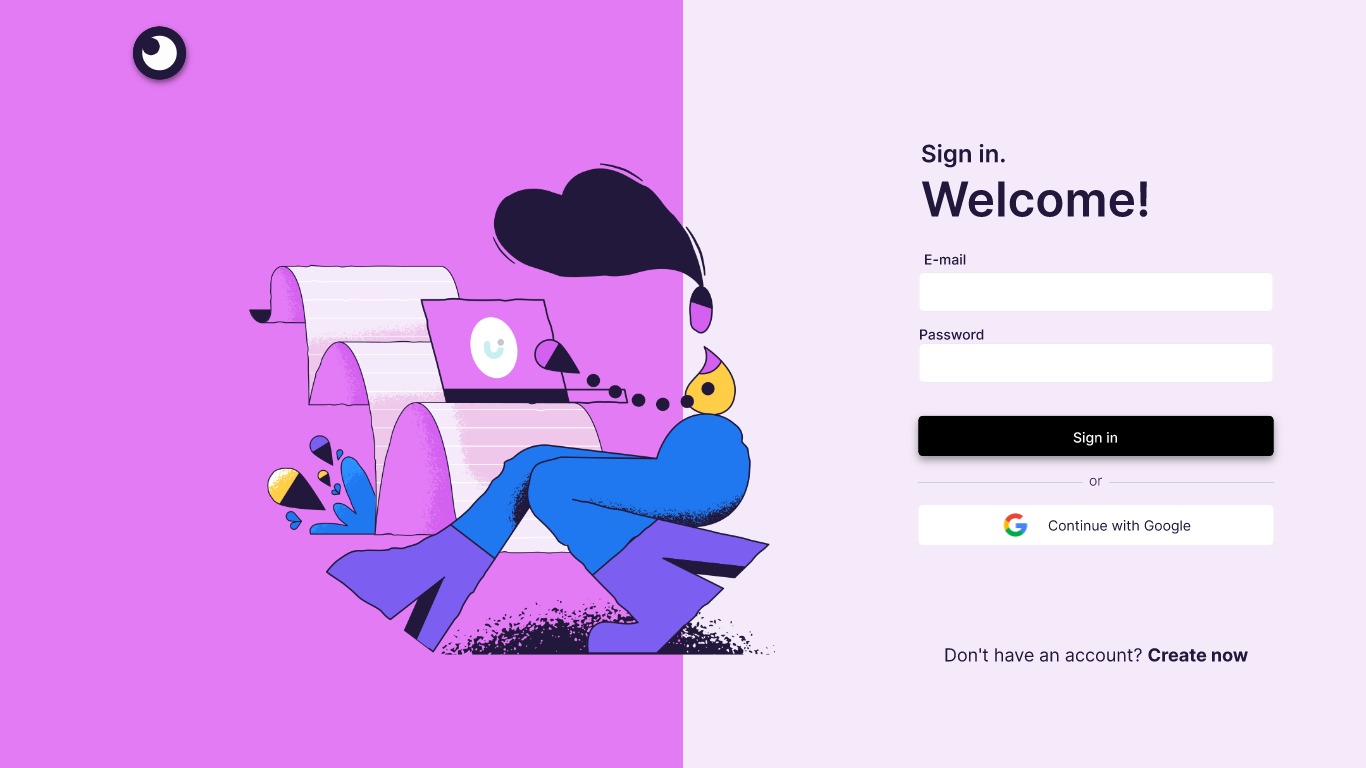 Sign in.
Welcome!
E-mail
Password
Sign in
or
Continue with Google
Don't have an account? Create now